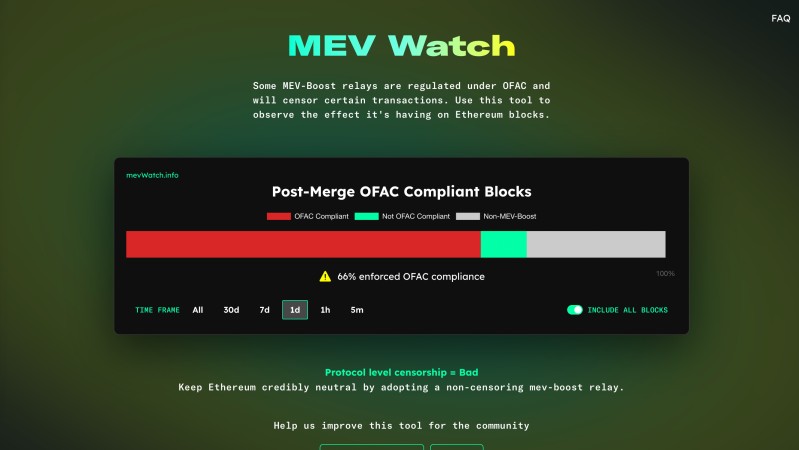 FAQ
MEV Watch
Some MEV-Boost relays are regulated under OFAC and
will censor certain transactions. Use this tool to
observe the effect it's having on Ethereum blocks.
mevWatch.info
Post-Merge OFAC Compliant Blocks
OFAC Compliant Not OFAC Compliant Non-MEV-Boost
66% enforced OFAC compliance
100%
TIME FRAME All 30d 7d 1d 1h 5m INCLUDE ALL BLOCKS
Protocol level censorship = Bad
Keep Ethereum credibly neutral by adopting a non-censoring mev-boost relay.
Help us improve this tool for the community